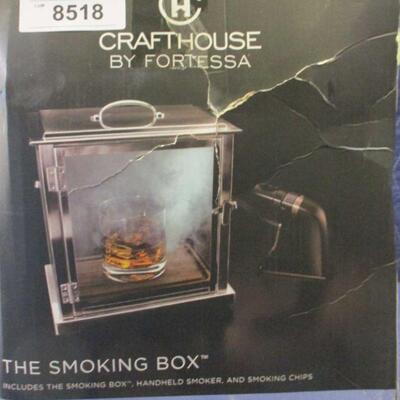 8518
CRAFTHOUSE
BY FORTESSA
THE SMOKING BOX™
INCLUDES THE SMOKING BOX™, HANDHELD SMOKER, AND SMOKING CHIPS